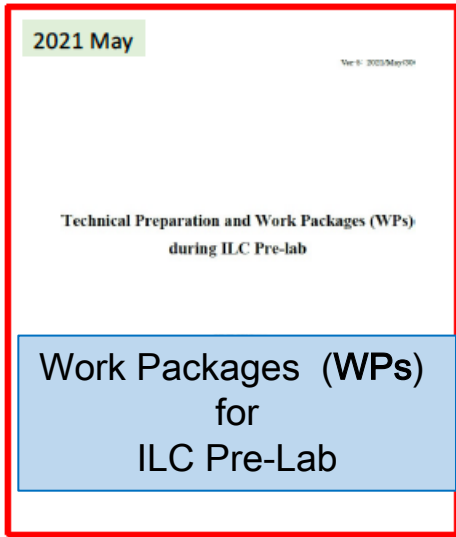 2021 May
Technical Preparation and Work Packages (WPs)
during ILC Pre-lab
Work Packages (WPs)
for
ILC Pre-Lab